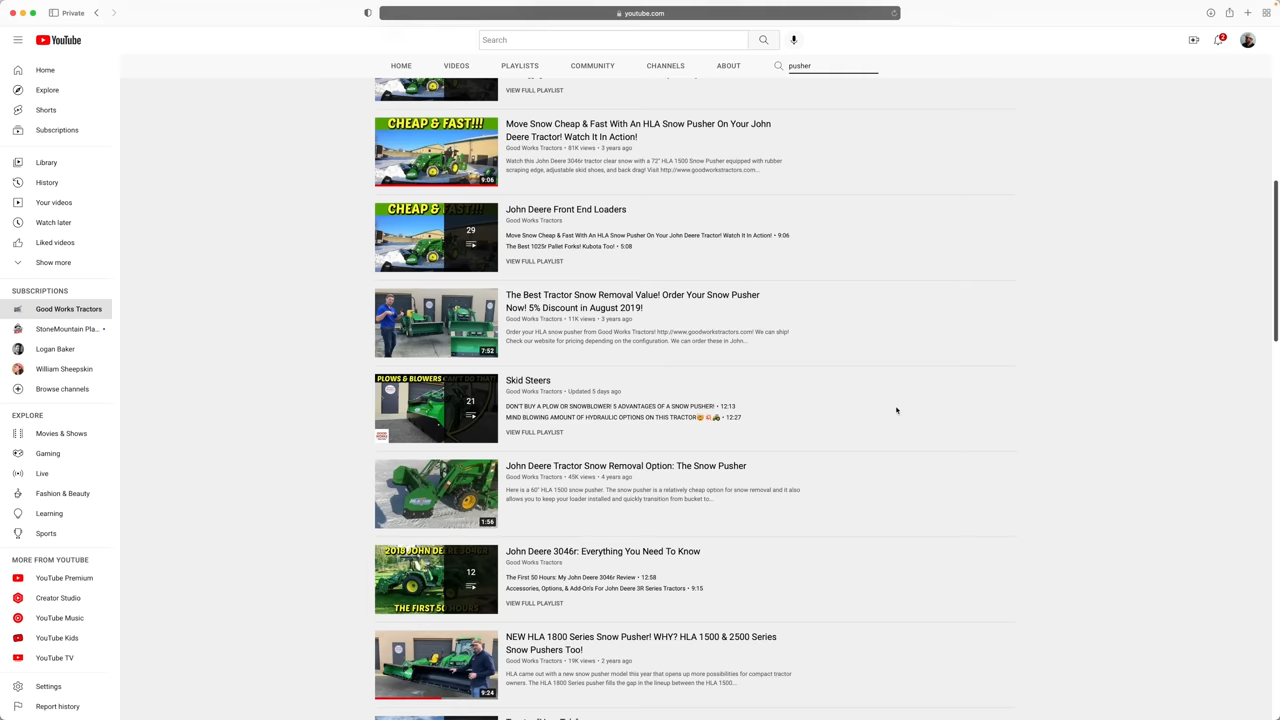 Private
youtube.com
YouTube
Search
2
HOME VIDEOS PLAYLISTS COMMUNITY CHANNELS ABOUT pusher
Home
Explore
Shorts
Subscriptions
Library
History
Your videos
Watch later
Liked videos
Show more
SUBSCRIPTIONS
Good Works Tractors
StoneMountain Pla... •
Logan Baker
William Sheepskin
Browse channels
EXPLORE
Movies & Shows
Gaming
Live
Fashion & Beauty
Learning
Sports
MORE FROM YOUTUBE
YouTube Premium
Creator Studio
YouTube Music
YouTube Kids
YouTube TV
Settings
Report history
VIEW FULL PLAYLIST
CHEAP & FAST!!!
9:06
Move Snow Cheap & Fast With An HLA Snow Pusher On Your John
Deere Tractor! Watch It In Action!
Good Works Tractors • 81K views • 3 years ago
Watch this John Deere 3046r tractor clear snow with a 72" HLA 1500 Snow Pusher equipped with rubber
scraping edge, adjustable skid shoes, and back drag! Visit http://www.goodworkstractors.com...
CHEAP & FAST!!!
29
John Deere Front End Loaders
Good Works Tractors
Move Snow Cheap & Fast With An HLA Snow Pusher On Your John Deere Tractor! Watch It In Action! • 9:06
The Best 1025r Pallet Forks! Kubota Too! • 5:08
VIEW FULL PLAYLIST
7:52
The Best Tractor Snow Removal Value! Order Your Snow Pusher
Now! 5% Discount in August 2019!
Good Works Tractors • 11K views • 3 years ago
Order your HLA snow pusher from Good Works Tractors! http://www.goodworkstractors.com! We can ship!
Check our website for pricing depending on the configuration. We can order these in John...
PLOWS & BLOWERS CAN'T DO THAT!
21
Skid Steers
Good Works Tractors • Updated 5 days ago
DON'T BUY A PLOW OR SNOWBLOWER! 5 ADVANTAGES OF A SNOW PUSHER! • 12:13
MIND BLOWING AMOUNT OF HYDRAULIC OPTIONS ON THIS TRACTOR • 12:27
VIEW FULL PLAYLIST
1:56
John Deere Tractor Snow Removal Option: The Snow Pusher
Good Works Tractors • 45K views • 4 years ago
Here is a 60" HLA 1500 snow pusher. The snow pusher is a relatively cheap option for snow removal and it also
allows you to keep your loader installed and quickly transition from bucket to...
2018 JOHN DEERE 3046R
12
THE FIRST 50 HOURS
John Deere 3046r: Everything You Need To Know
Good Works Tractors
The First 50 Hours: My John Deere 3046r Review • 12:58
Accessories, Options, & Add-On's For John Deere 3R Series Tractors • 9:15
VIEW FULL PLAYLIST
9:24
NEW HLA 1800 Series Snow Pusher! WHY? HLA 1500 & 2500 Series
Snow Pushers Too!
Good Works Tractors • 19K views • 2 years ago
HLA came out with a new snow pusher model this year that opens up more possibilities for compact tractor
owners. The HLA 1800 Series pusher fills the gap in the lineup between the HLA 1500...